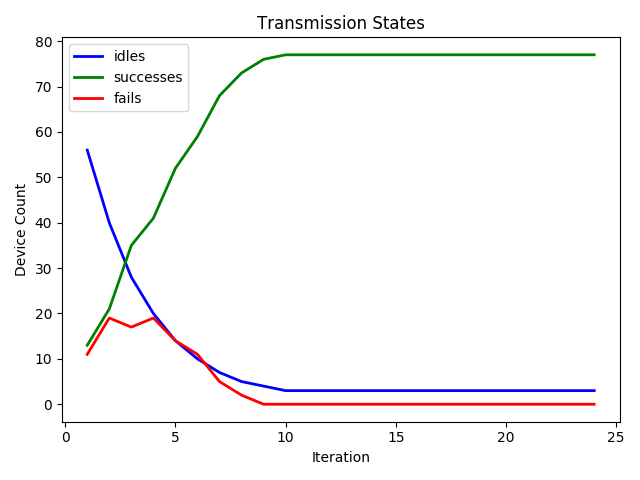 Transmission States
idles
successes
fails
Device Count
80
70
60
50
40
30
20
10
0
0 5 10 15 20 25
Iteration